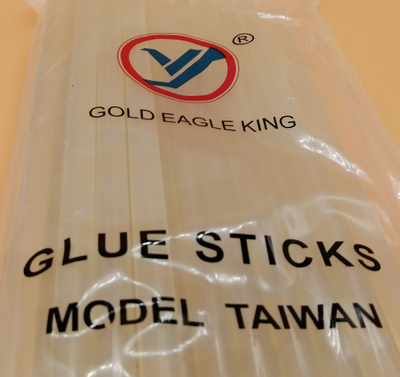 ®
GOLD EAGLE KING
GLUE STICKS
MODEL TAIWAN